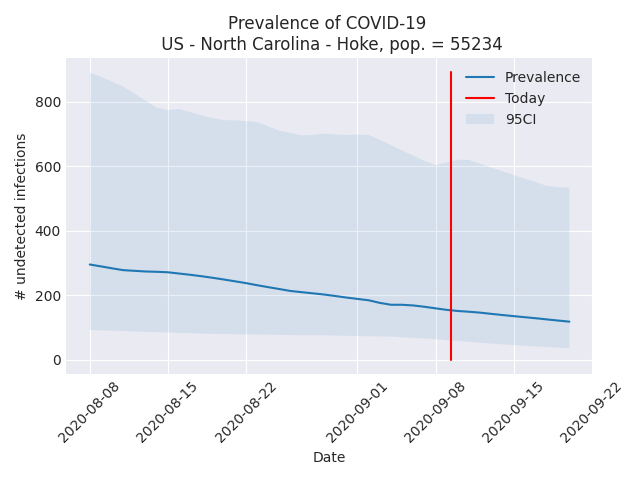 Prevalence of COVID-19
US - North Carolina - Hoke, pop. = 55234
Prevalence
Today
95CI
800
600
400
200
0
# undetected infections
2020-08-08
2020-08-15
2020-08-22
2020-09-01
2020-09-08
2020-09-15
2020-09-22
Date